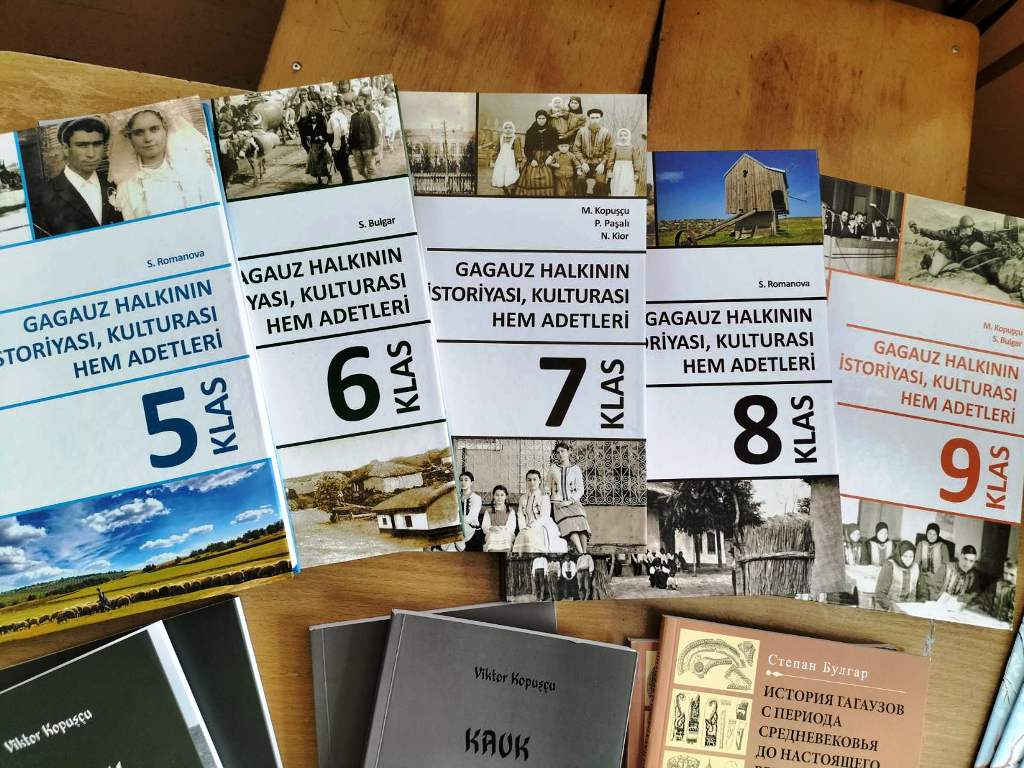 S. Romanova
GAGAUZ HALKININ
STORİYASI, KULTURASI
HEM ADETLERİ
5
KLAS
S. Bulgar
AGAUZ HALKININ
YASI, KULTURASI
HEM ADETLERİ
6
KLAS
M. Kopuşçu
P. Paşalı
N. Kior
GAGAUZ HALKININ
İSTORİYASI, KULTURASI
HEM ADETLERİ
7
KLAS
S. Romanova
GAGAUZ HALKININ
RİYASI, KULTURASI
HEM ADETLERİ
8
KLAS
M. Kopuşçu
S. Bulgar
GAGAUZ HALKININ
İSTORİYASI, KULTURASI
HEM ADETLERİ
9
KLAS
Viktor Kopuşçu
Viktor Kopuşçu
KAVK
Степан Булгар
ИСТОРИЯ ГАГАУЗОВ
С ПЕРИОДА
СРЕДНЕВЕКОВЬЯ
ДО НАСТОЯЩЕГО